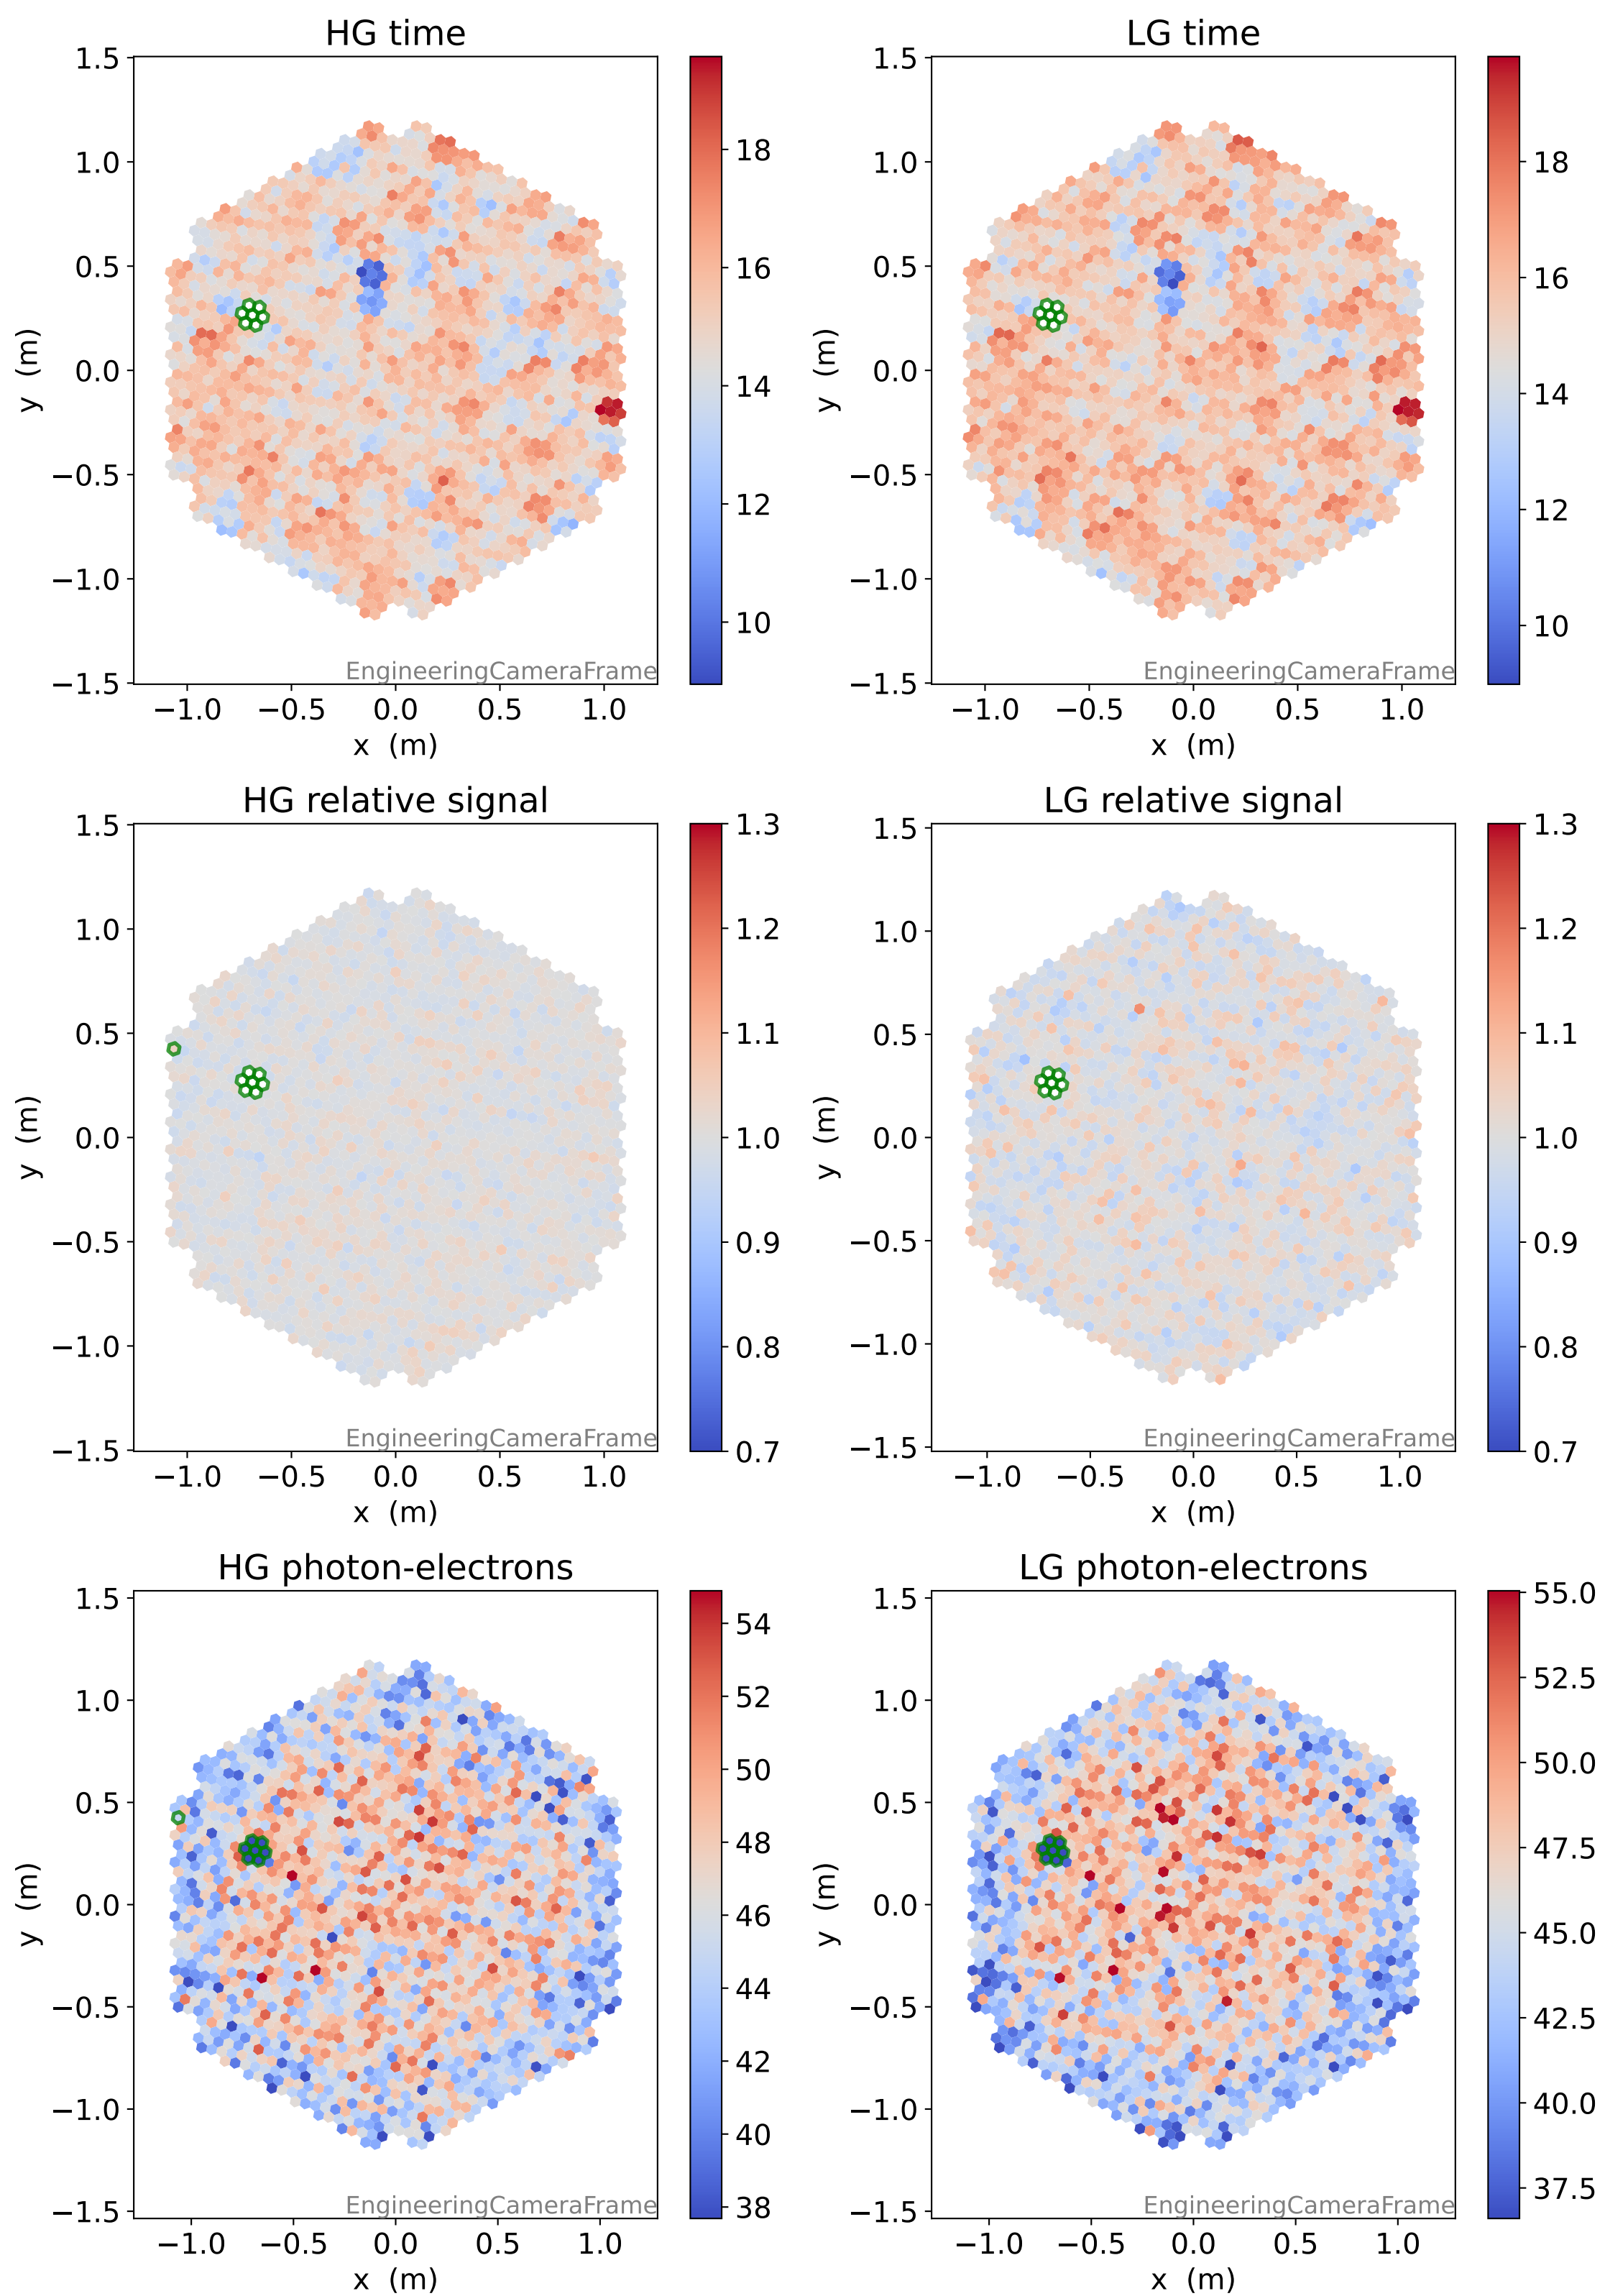 HG time
1.5
1.0
0.5
0.0
−0.5
−1.0
−1.5
y (m)
−1.0 −0.5 0.0 0.5 1.0
x (m)
EngineeringCameraFrame
18
16
14
12
10
LG time
1.5
1.0
0.5
0.0
−0.5
−1.0
−1.5
y (m)
−1.0 −0.5 0.0 0.5 1.0
x (m)
EngineeringCameraFrame
18
16
14
12
10
HG relative signal
1.5
1.0
0.5
0.0
−0.5
−1.0
−1.5
y (m)
−1.0 −0.5 0.0 0.5 1.0
x (m)
EngineeringCameraFrame
1.3
1.2
1.1
1.0
0.9
0.8
0.7
LG relative signal
1.5
1.0
0.5
0.0
−0.5
−1.0
−1.5
y (m)
−1.0 −0.5 0.0 0.5 1.0
x (m)
EngineeringCameraFrame
1.3
1.2
1.1
1.0
0.9
0.8
0.7
HG photon-electrons
1.5
1.0
0.5
0.0
−0.5
−1.0
−1.5
y (m)
−1.0 −0.5 0.0 0.5 1.0
x (m)
EngineeringCameraFrame
54
52
50
48
46
44
42
40
38
LG photon-electrons
1.5
1.0
0.5
0.0
−0.5
−1.0
−1.5
y (m)
−1.0 −0.5 0.0 0.5 1.0
x (m)
EngineeringCameraFrame
55.0
52.5
50.0
47.5
45.0
42.5
40.0
37.5